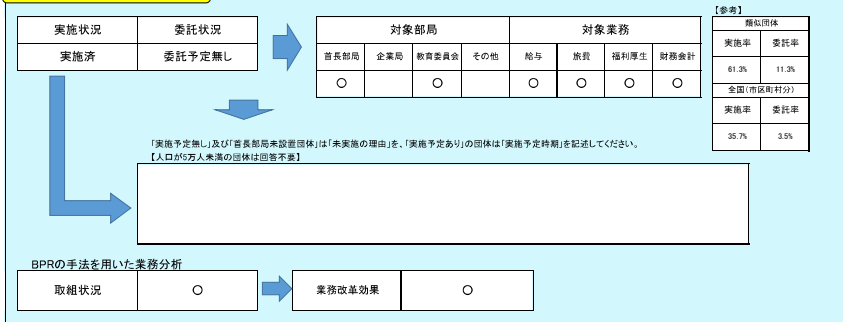 【参考】
実施状況 委託状況
実施済 委託予定無し
対象部局 対象業務
首長部局 企業局 教育委員会 その他 給与 旅費 福利厚生 財務会計
〇 〇 〇 〇 〇 〇
類似団体
実施率 委託率
61.3% 11.3%
全国(市区町村分)
実施率 委託率
35.7% 3.5%
「実施予定無し」及び「首長部局未設置団体」は「未実施の理由」を、「実施予定あり」の団体は「実施予定時期」を記述してください。
【人口が5万人未満の団体は回答不要】
BPRの手法を用いた業務分析
取組状況 〇 業務改革効果 〇